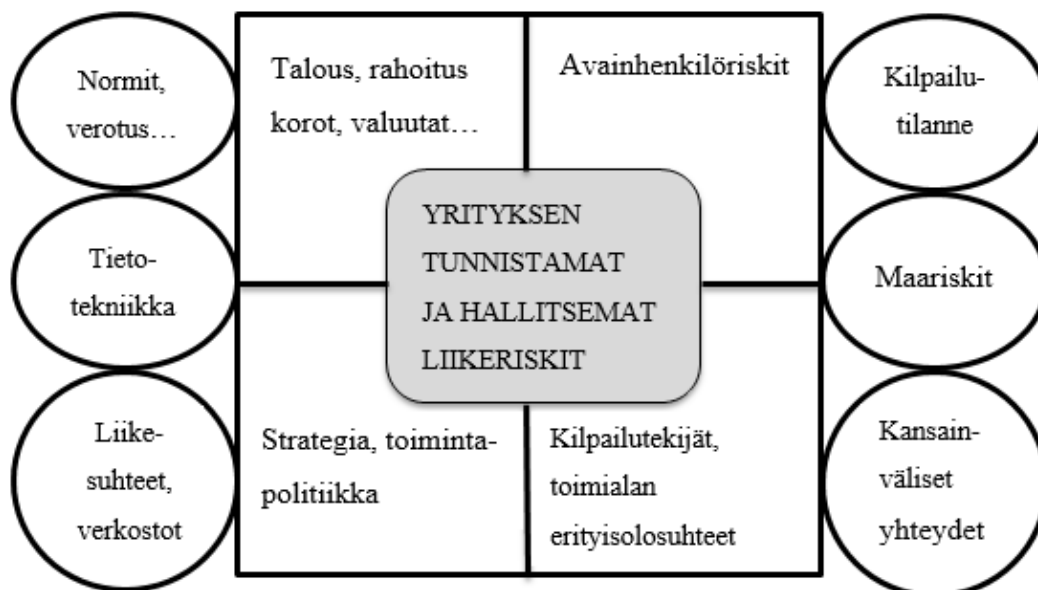 Normit,
verotus…
Tieto-
tekniikka
Liike-
suhteet,
verkostot
Talous, rahoitus
korot, valuutat…
Avainhenkilöriskit
YRITYKSEN
TUNNISTAMAT
JA HALLITSEMAT
LIIKERISKIT
Strategia, toiminta-
politiikka
Kilpailutekijät,
toimialan
erityisolosuhteet
Kilpailu-
tilanne
Maariskit
Kansain-
väliset
yhteydet